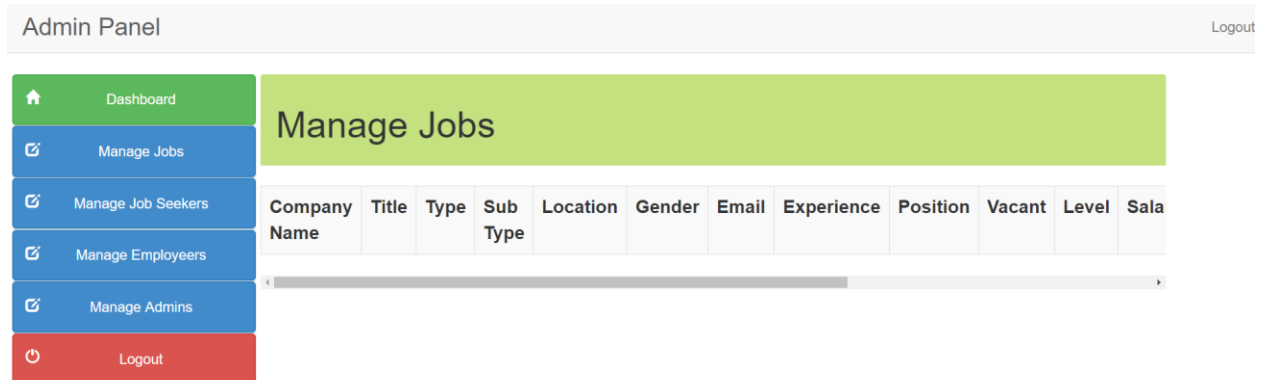 Admin Panel
Logout
Dashboard
Manage Jobs
Manage Job Seekers
Manage Employeers
Manage Admins
Logout
Manage Jobs
Company Name Title Type Sub Type Location Gender Email Experience Position Vacant Level Sala